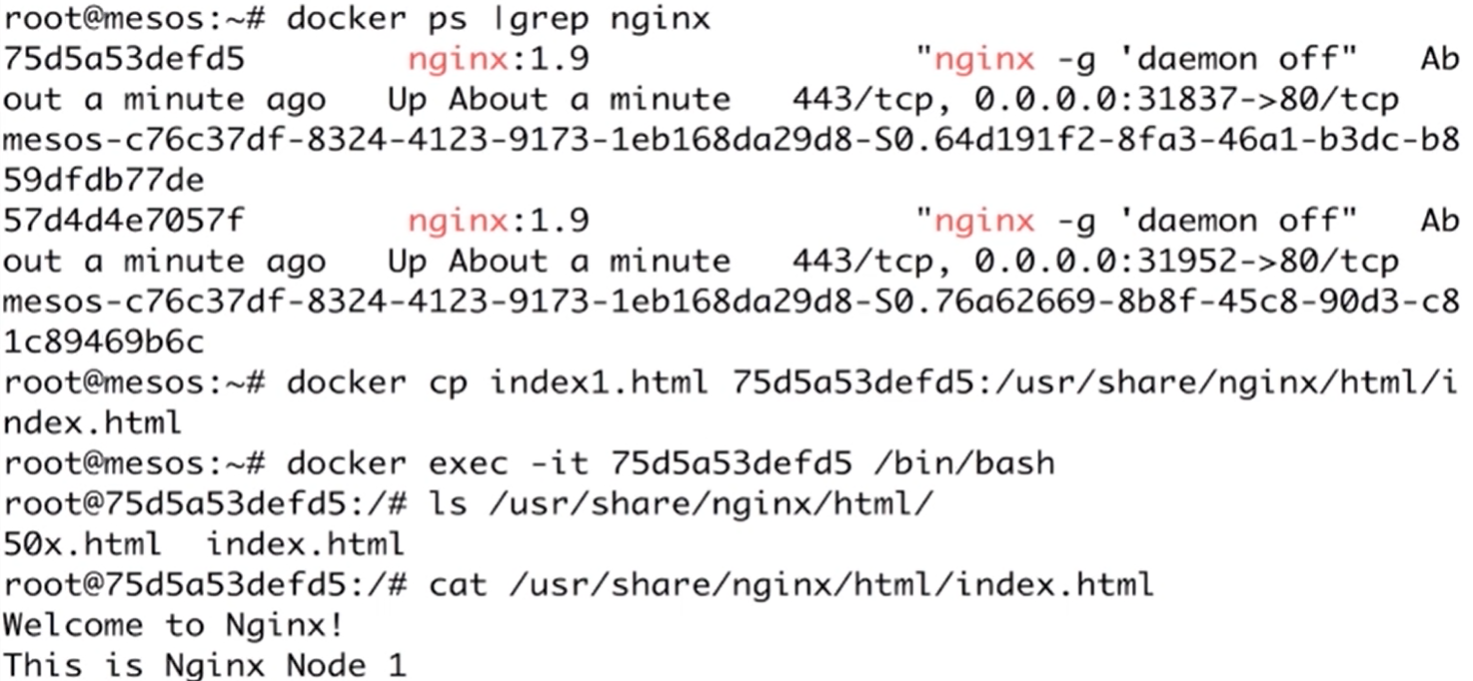 root@mesos:~# docker ps |grep nginx
75d5a53defd5        nginx:1.9                      "nginx -g 'daemon off"   Ab
out a minute ago   Up About a minute   443/tcp, 0.0.0.0:31837->80/tcp
mesos-c76c37df-8324-4123-9173-1eb168da29d8-S0.64d191f2-8fa3-46a1-b3dc-b8
59dfdb77de
57d4d4e7057f        nginx:1.9                      "nginx -g 'daemon off"   Ab
out a minute ago   Up About a minute   443/tcp, 0.0.0.0:31952->80/tcp
mesos-c76c37df-8324-4123-9173-1eb168da29d8-S0.76a62669-8b8f-45c8-90d3-c8
1c89469b6c
root@mesos:~# docker cp index1.html 75d5a53defd5:/usr/share/nginx/html/i
ndex.html
root@mesos:~# docker exec -it 75d5a53defd5 /bin/bash
root@75d5a53defd5:/# ls /usr/share/nginx/html/
50x.html  index.html
root@75d5a53defd5:/# cat /usr/share/nginx/html/index.html
Welcome to Nginx!
This is Nginx Node 1